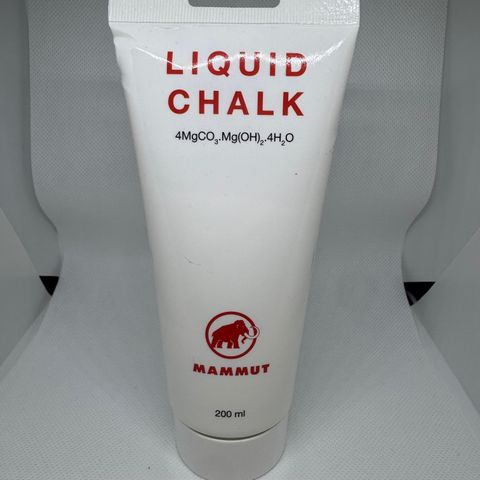 LIQUID
CHALK
4MgCO₃.Mg(OH)₂.4H₂O
MAMMUT
200 ml